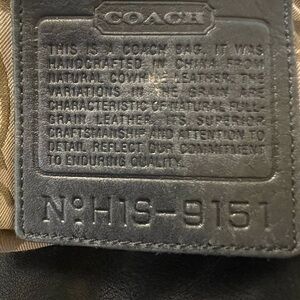 COACH
THIS IS A COACH BAG. IT WAS
HANDCRAFTED IN CHINA FROM
NATURAL COWHIDE LEATHER. THE
VARIATIONS IN THE GRAIN ARE
CHARACTERISTIC OF NATURAL FULL-
GRAIN LEATHER. ITS SUPERIOR
CRAFTSMANSHIP AND ATTENTION TO
DETAIL REFLECT OUR COMMITMENT
TO ENDURING QUALITY.
Nº H1S-9151